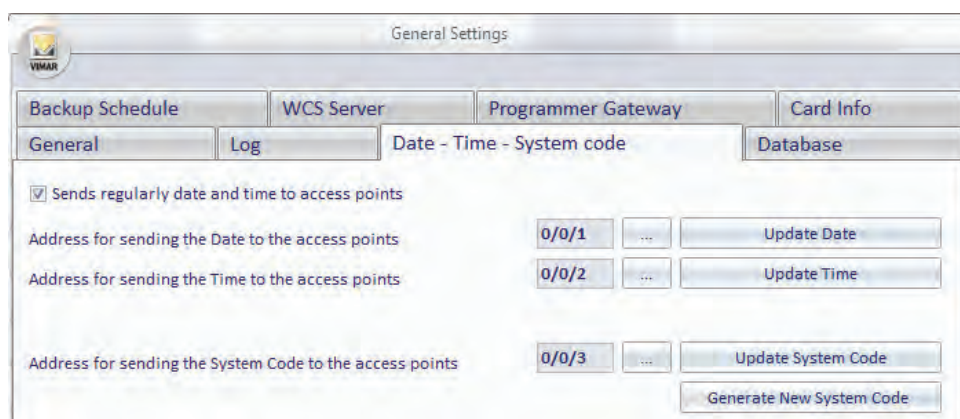 General Settings
VIMAR
Backup Schedule WCS Server Programmer Gateway Card Info
General Log Date - Time - System code Database
Sends regularly date and time to access points
Address for sending the Date to the access points 0/0/1 ... Update Date
Address for sending the Time to the access points 0/0/2 ... Update Time
Address for sending the System Code to the access points 0/0/3 ... Update System Code
Generate New System Code